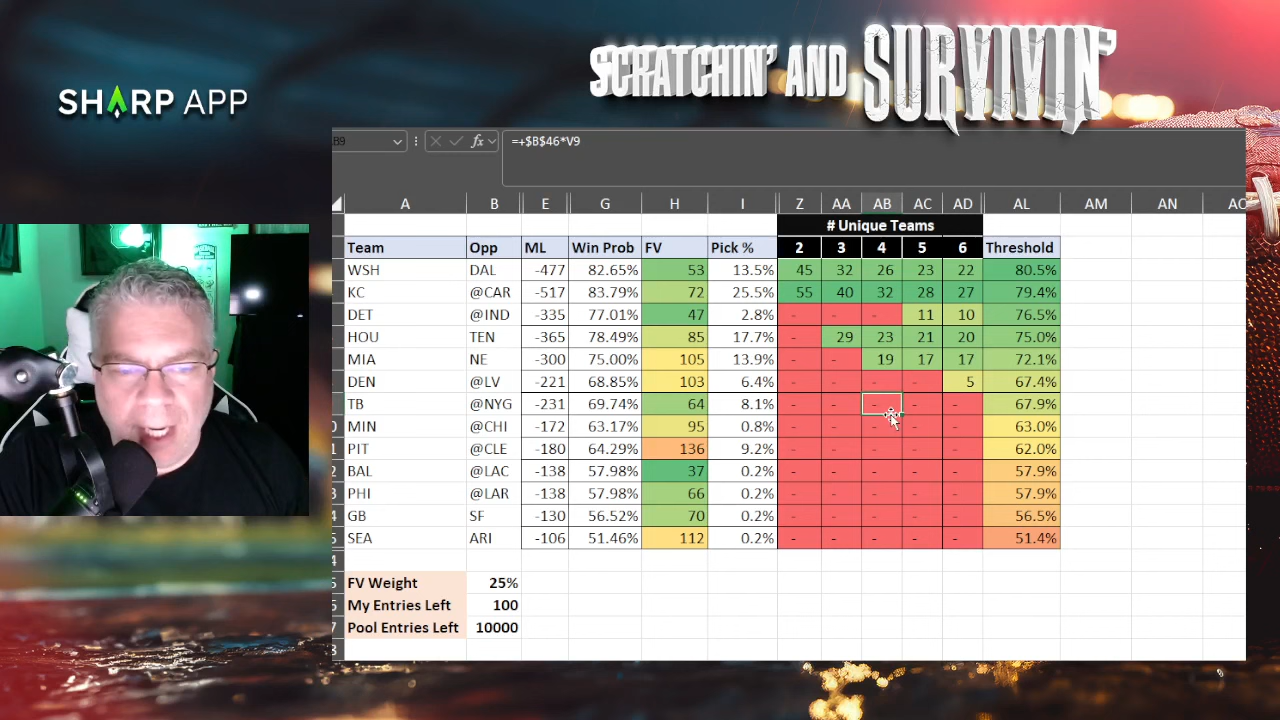 SHARP APP
SCRATCHIN' AND SURVIVIN'
fx =+$B$46*V9
A B E G H I Z AA AB AC AD AL AM AN
# Unique Teams
Team Opp ML Win Prob FV Pick % 2 3 4 5 6 Threshold
WSH DAL -477 82.65% 53 13.5% 45 32 26 23 22 80.5%
KC @CAR -517 83.79% 72 25.5% 55 40 32 28 27 79.4%
DET @IND -335 77.01% 47 2.8% - - - 11 10 76.5%
HOU TEN -365 78.49% 85 17.7% - 29 23 21 20 75.0%
MIA NE -300 75.00% 105 13.9% - - 19 17 17 72.1%
DEN @LV -221 68.85% 103 6.4% - - - - 5 67.4%
TB @NYG -231 69.74% 64 8.1% - - - - - 67.9%
MIN @CHI -172 63.17% 95 0.8% - - - - - 63.0%
PIT @CLE -180 64.29% 136 9.2% - - - - - 62.0%
BAL @LAC -138 57.98% 37 0.2% - - - - - 57.9%
PHI @LAR -138 57.98% 66 0.2% - - - - - 57.9%
GB SF -130 56.52% 70 0.2% - - - - - 56.5%
SEA ARI -106 51.46% 112 0.2% - - - - - 51.4%
FV Weight 25%
My Entries Left 100
Pool Entries Left 10000